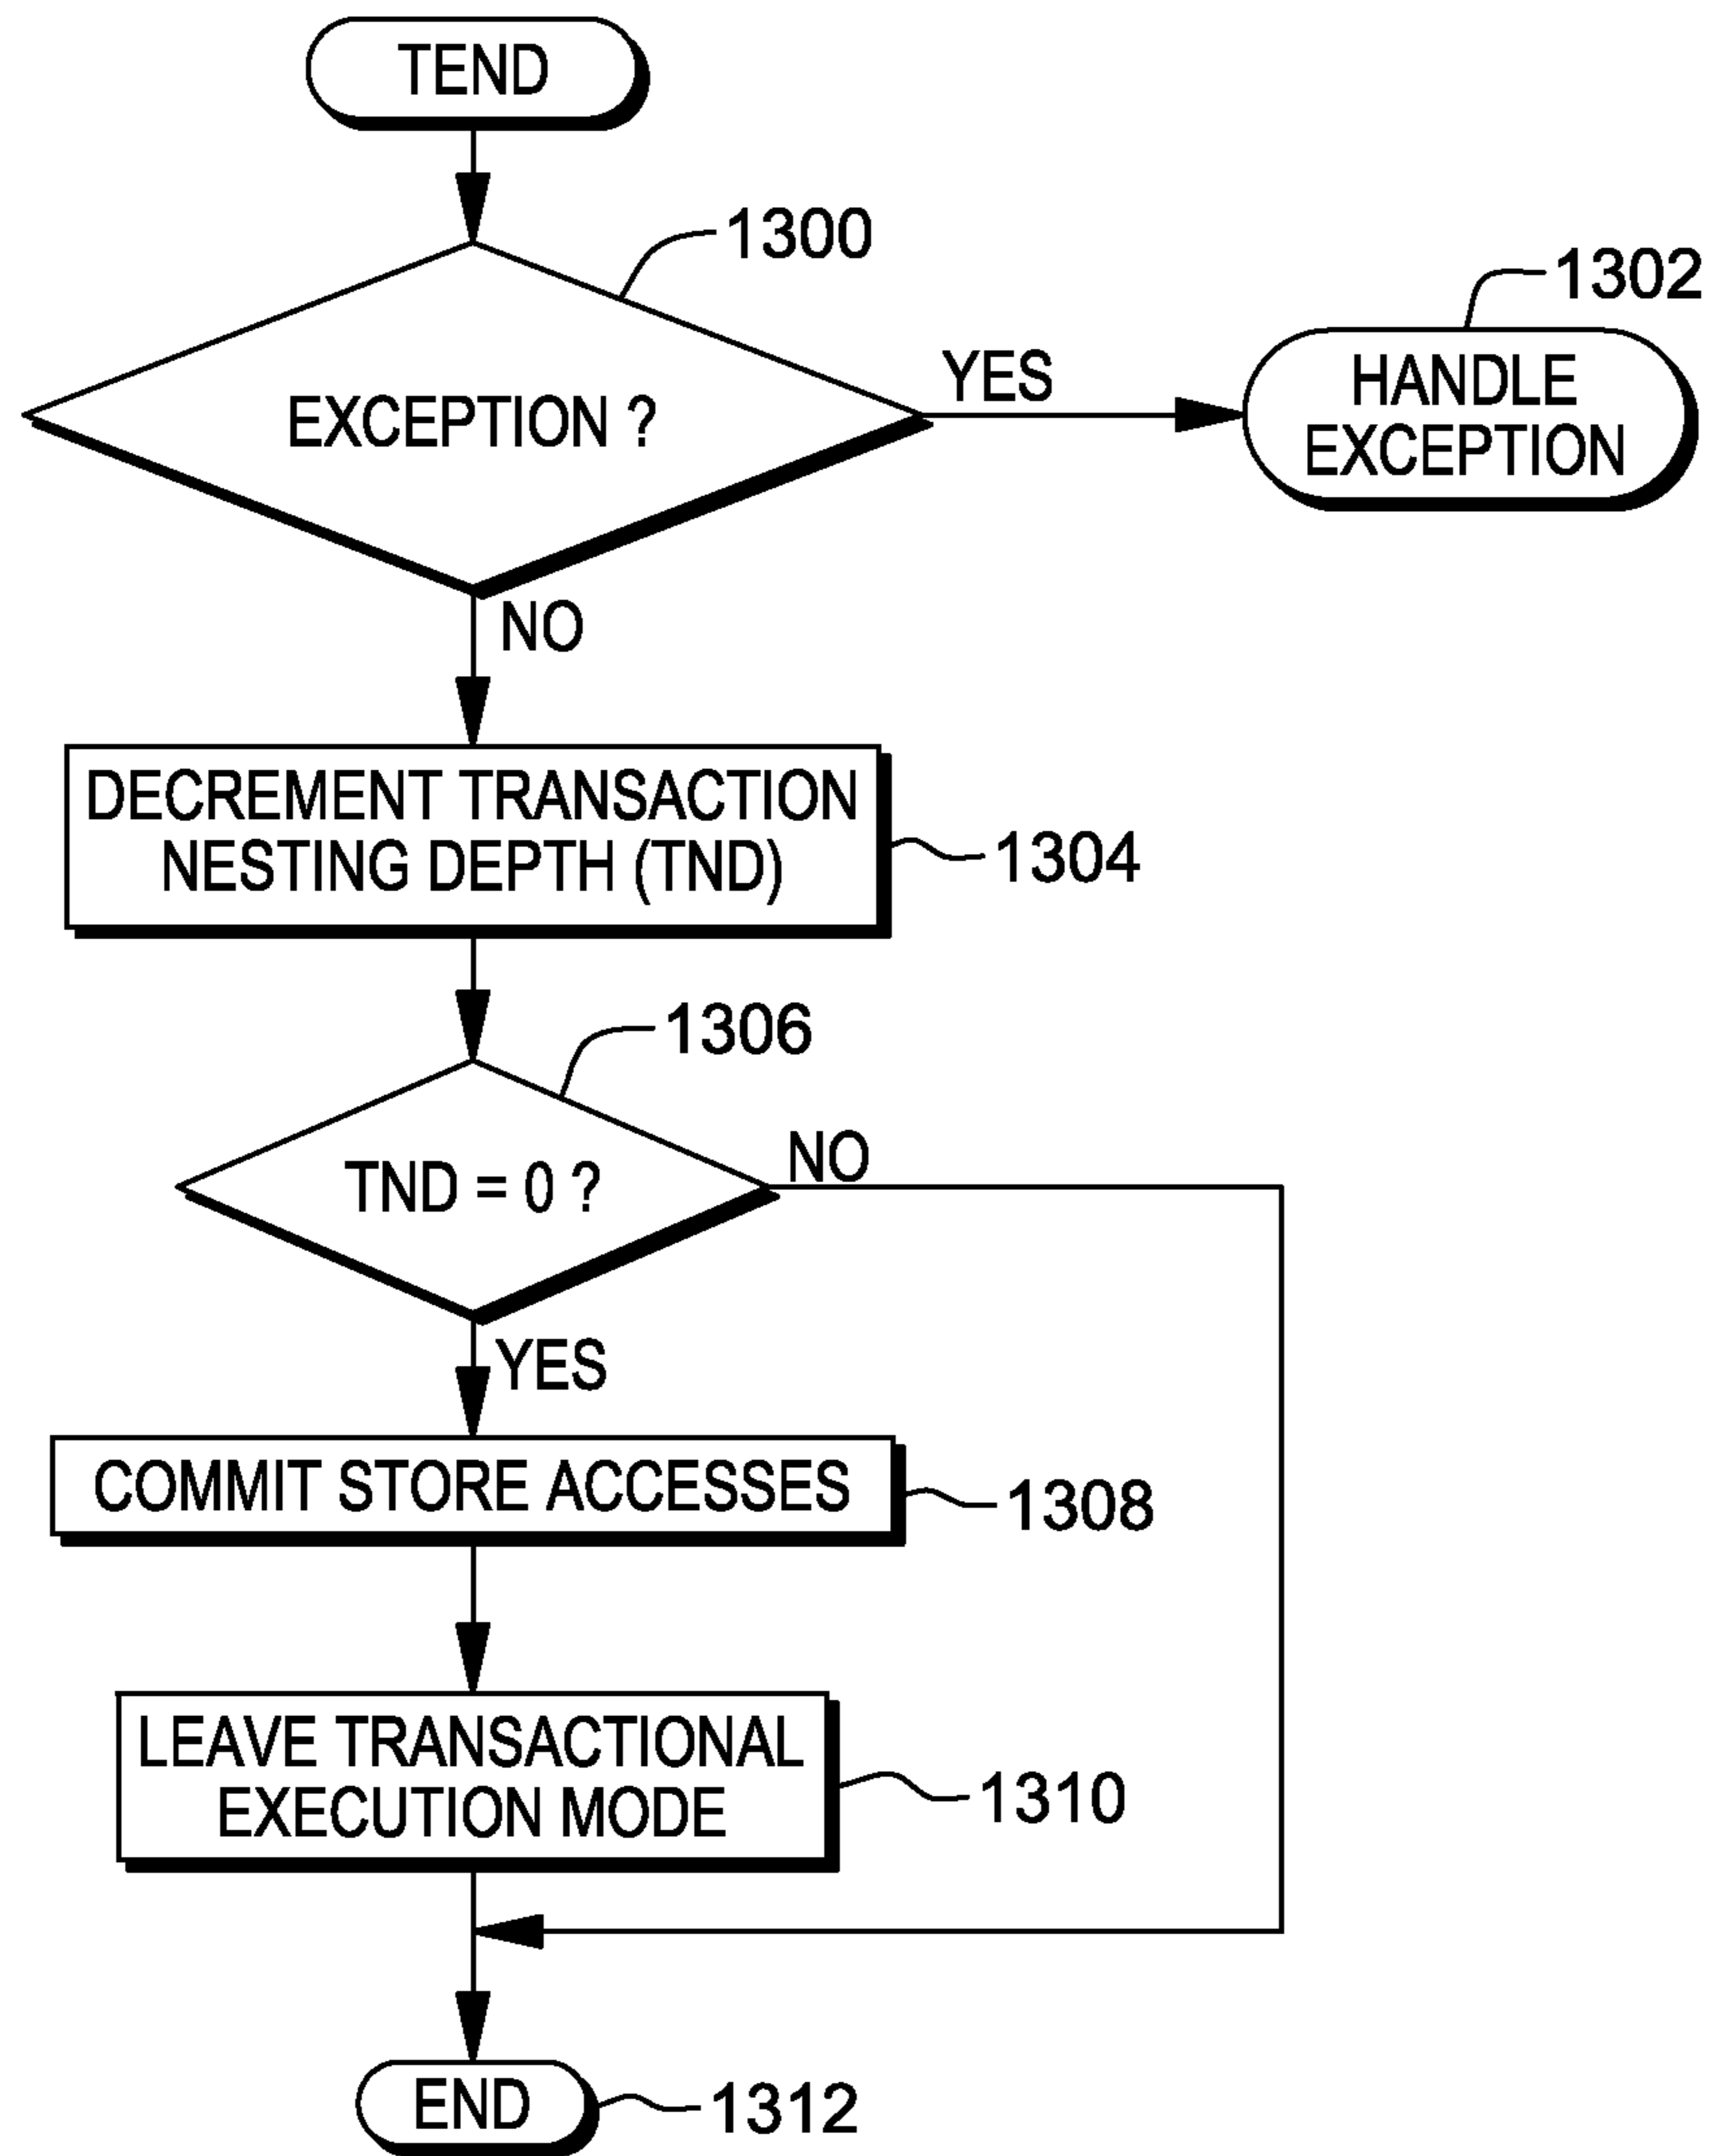 TEND
1300
1302
EXCEPTION ?
YES
HANDLE
EXCEPTION
NO
DECREMENT TRANSACTION
NESTING DEPTH (TND)
1304
1306
TND = 0 ?
NO
YES
COMMIT STORE ACCESSES
1308
LEAVE TRANSACTIONAL
EXECUTION MODE
1310
END
1312